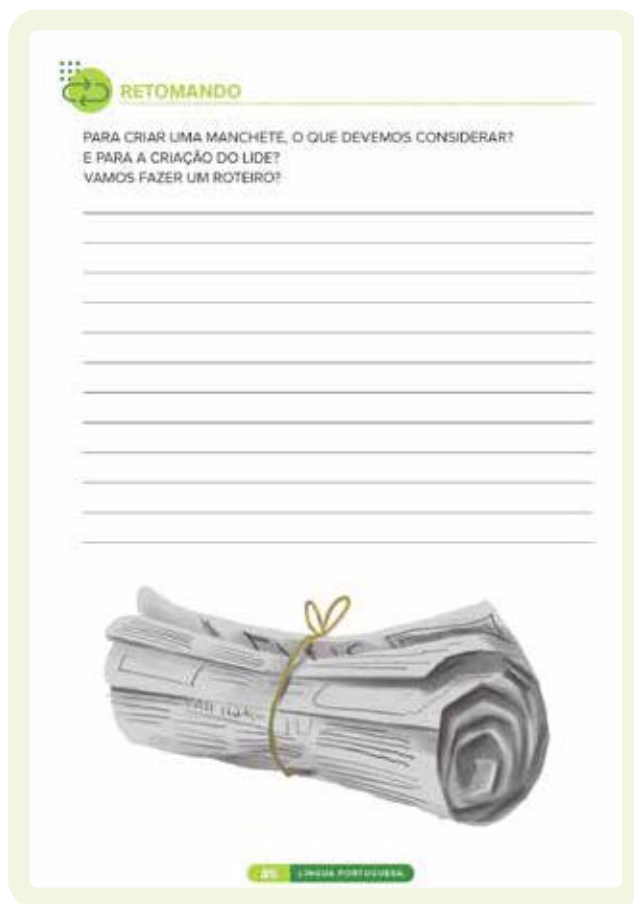 RETOMANDO
PARA CRIAR UMA MANCHETE, O QUE DEVEMOS CONSIDERAR?
E PARA A CRIAÇÃO DO LIDE?
VAMOS FAZER UM ROTEIRO?
LÍNGUA PORTUGUESA